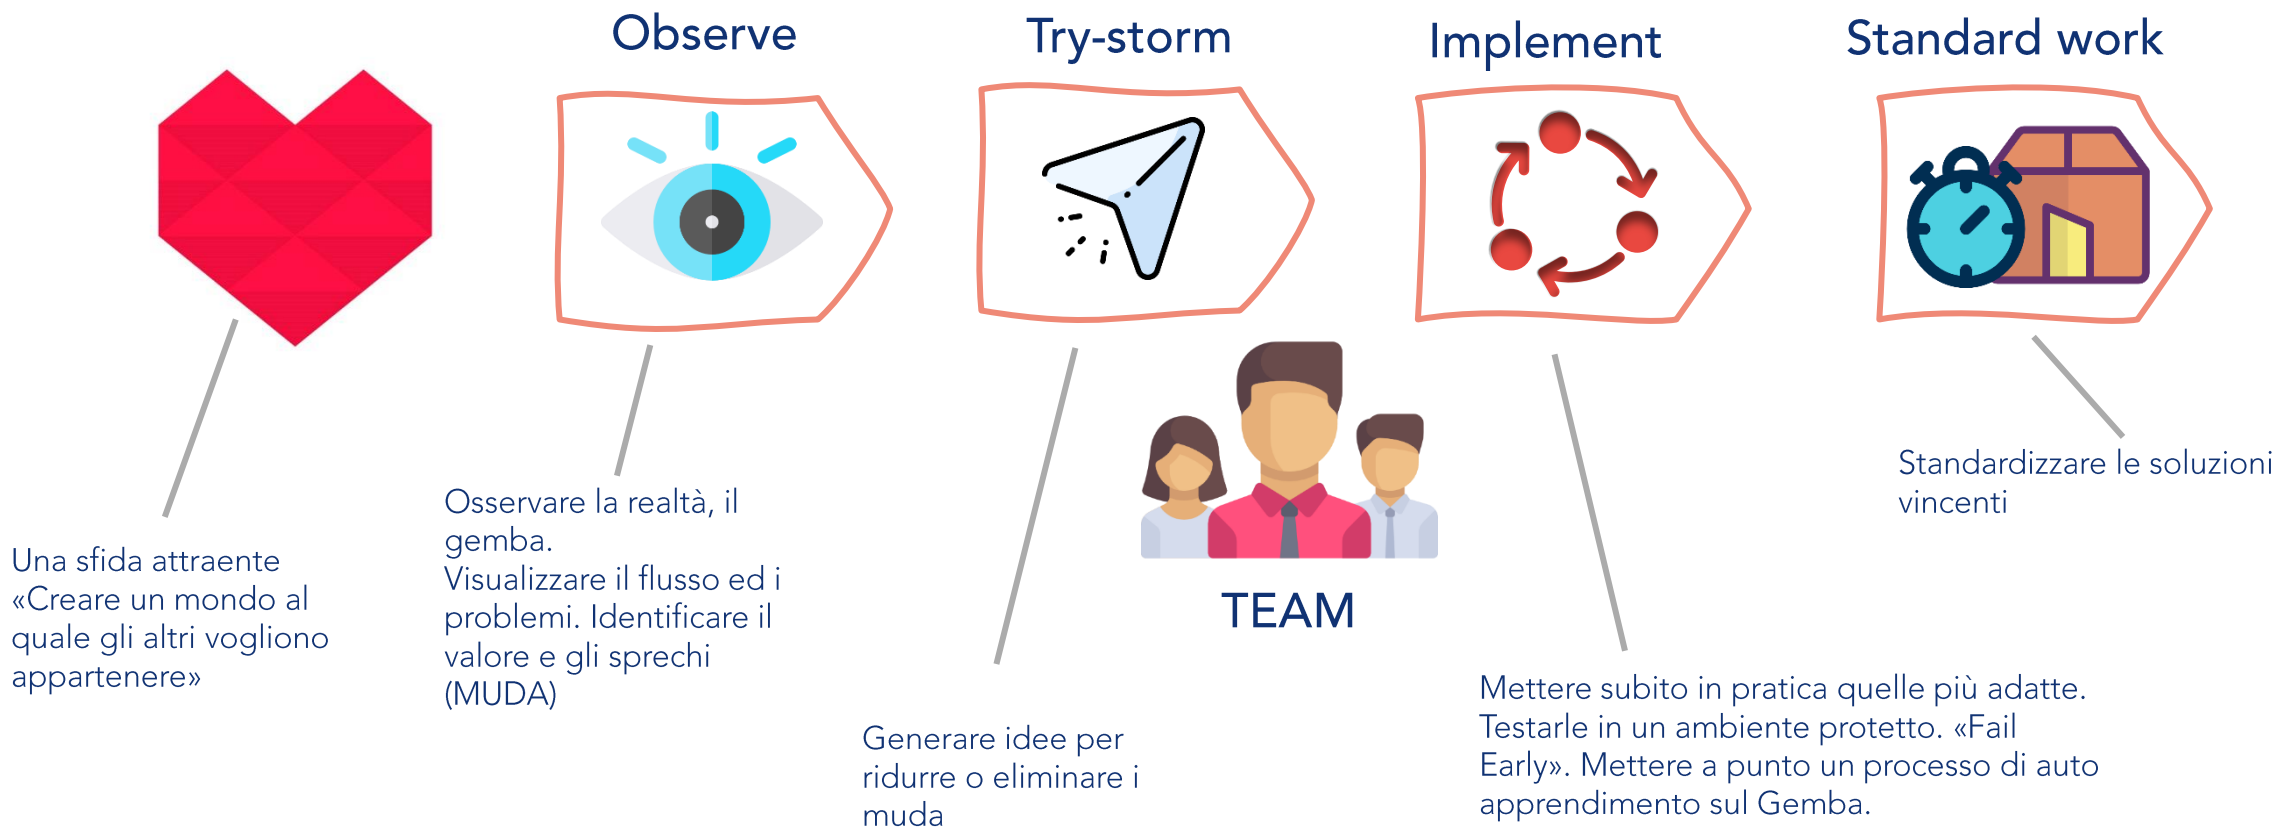 Observe
Try-storm
Implement
Standard work
Una sfida attraente
«Creare un mondo al
quale gli altri vogliono
appartenere»
Osservare la realtà, il
gemba.
Visualizzare il flusso ed i
problemi. Identificare il
valore e gli sprechi
(MUDA)
Generare idee per
ridurre o eliminare i
muda
TEAM
Mettere subito in pratica quelle più adatte.
Testarle in un ambiente protetto. «Fail
Early». Mettere a punto un processo di auto
apprendimento sul Gemba.
Standardizzare le soluzioni
vincenti